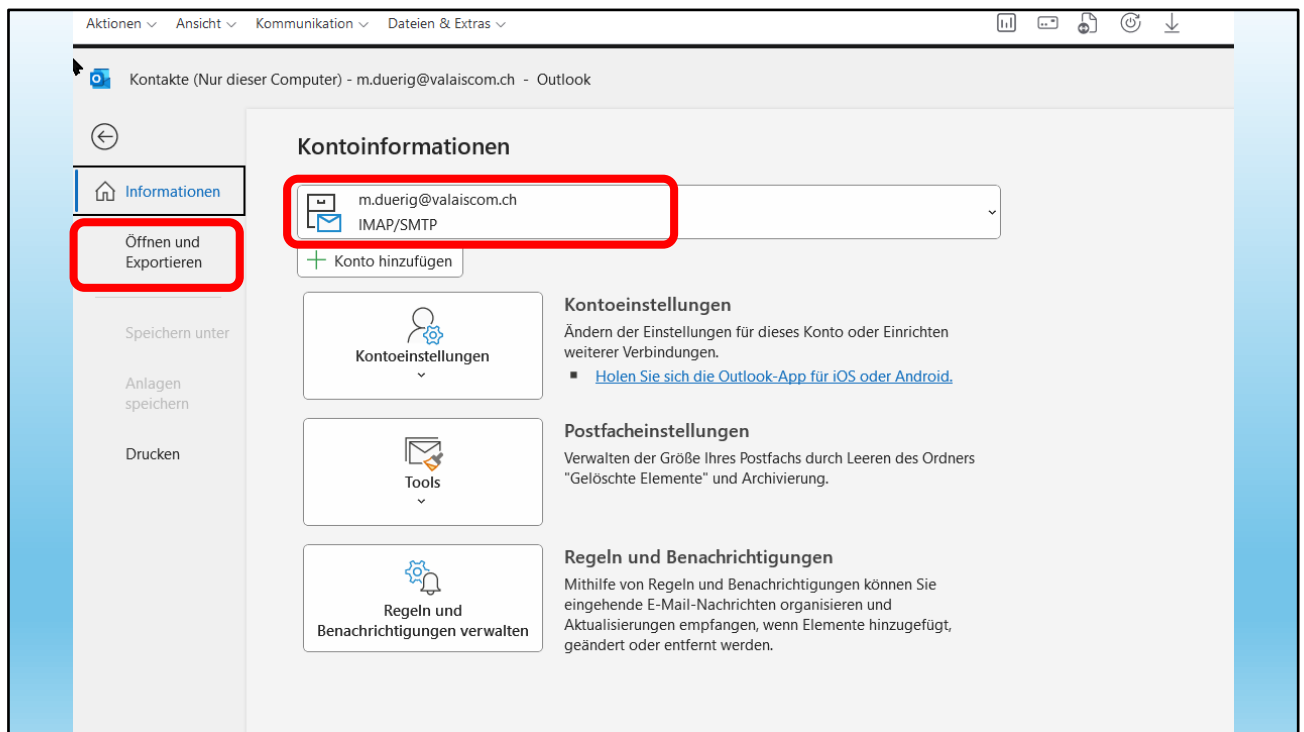 Aktionen Ansicht Kommunikation Dateien & Extras
Kontakte (Nur dieser Computer) - m.duerig@valaiscom.ch - Outlook
Informationen
Öffnen und
Exportieren
Speichern unter
Anlagen
speichern
Drucken
Kontoinformationen
m.duerig@valaiscom.ch
IMAP/SMTP
Konto hinzufügen
Kontoeinstellungen
Kontoeinstellungen
Ändern der Einstellungen für dieses Konto oder Einrichten
weiterer Verbindungen.
Holen Sie sich die Outlook-App für iOS oder Android.
Tools
Postfacheinstellungen
Verwalten der Größe Ihres Postfachs durch Leeren des Ordners
"Gelöschte Elemente" und Archivierung.
Regeln und
Benachrichtigungen verwalten
Regeln und Benachrichtigungen
Mithilfe von Regeln und Benachrichtigungen können Sie
eingehende E-Mail-Nachrichten organisieren und
Aktualisierungen empfangen, wenn Elemente hinzugefügt,
geändert oder entfernt werden.